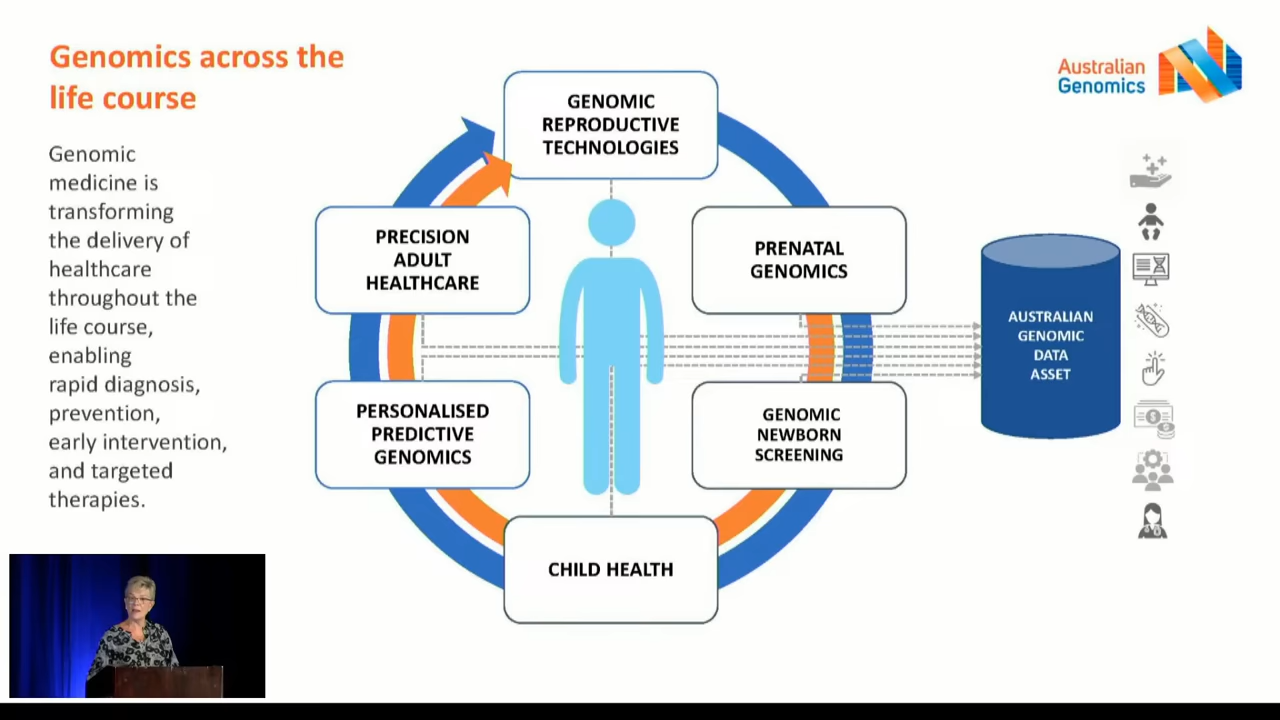 Genomics across the
life course
Genomic
medicine is
transforming
the delivery of
healthcare
throughout the
life course,
enabling
rapid diagnosis,
prevention,
early intervention,
and targeted
therapies.
GENOMIC
REPRODUCTIVE
TECHNOLOGIES
PRECISION
ADULT
HEALTHCARE
PRENATAL
GENOMICS
PERSONALISED
PREDICTIVE
GENOMICS
GENOMIC
NEWBORN
SCREENING
CHILD HEALTH
Australian
Genomics
AUSTRALIAN
GENOMIC
DATA
ASSET